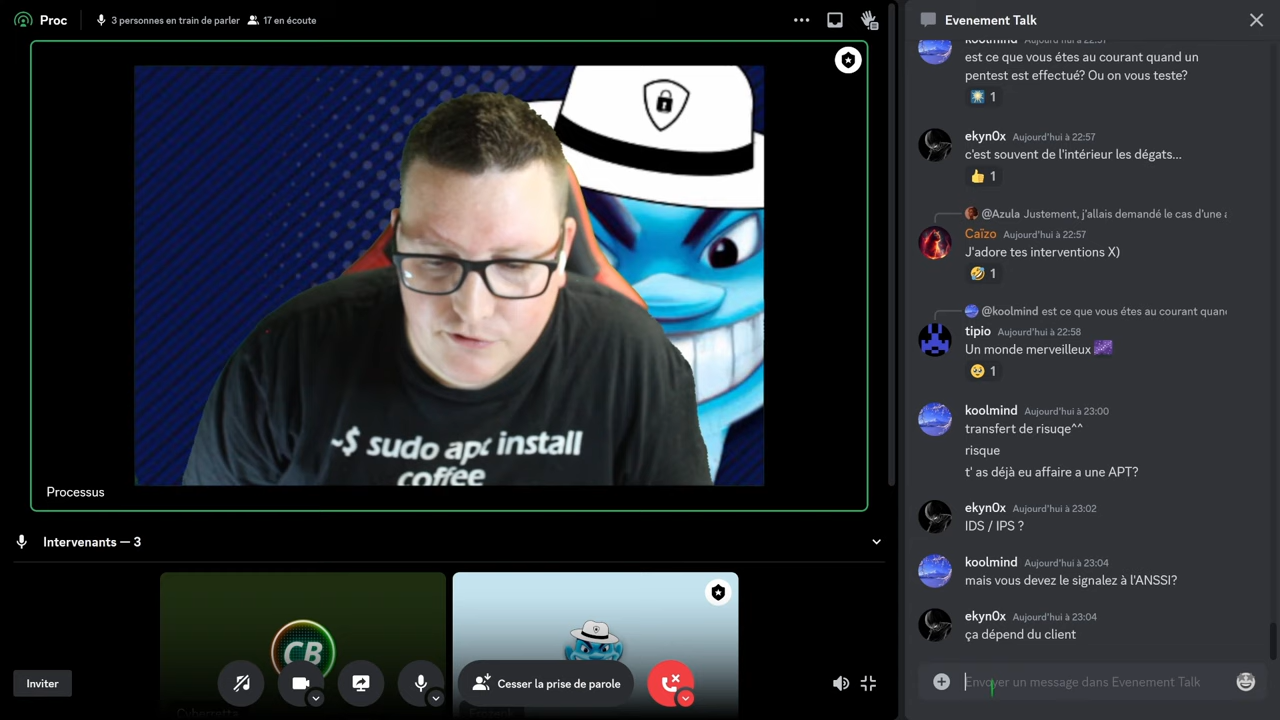 Proc
3 personnes en train de parler
17 en écoute
~$ sudo apt install
coffee
Processus
Intervenants — 3
CB
Inviter
Cesser la prise de parole
Evenement Talk
koolmind Aujourd'hui à 22:57
est ce que vous étes au courant quand un
pentest est effectué? Ou on vous teste?
1
ekyn0x Aujourd'hui à 22:57
c'est souvent de l'intérieur les dégats...
1
@Azula Justement, j'allais demandé le cas d'une
Caïzo Aujourd'hui à 22:57
J'adore tes interventions X)
1
@koolmind est ce que vous étes au courant
tipio Aujourd'hui à 22:58
Un monde merveilleux
1
koolmind Aujourd'hui à 23:00
transfert de risuqe^^
risque
t' as déjà eu affaire a une APT?
ekyn0x Aujourd'hui à 23:02
IDS / IPS ?
koolmind Aujourd'hui à 23:04
mais vous devez le signalez à l'ANSSI?
ekyn0x Aujourd'hui à 23:04
ça dépend du client
Envoyer un message dans Evenement Talk